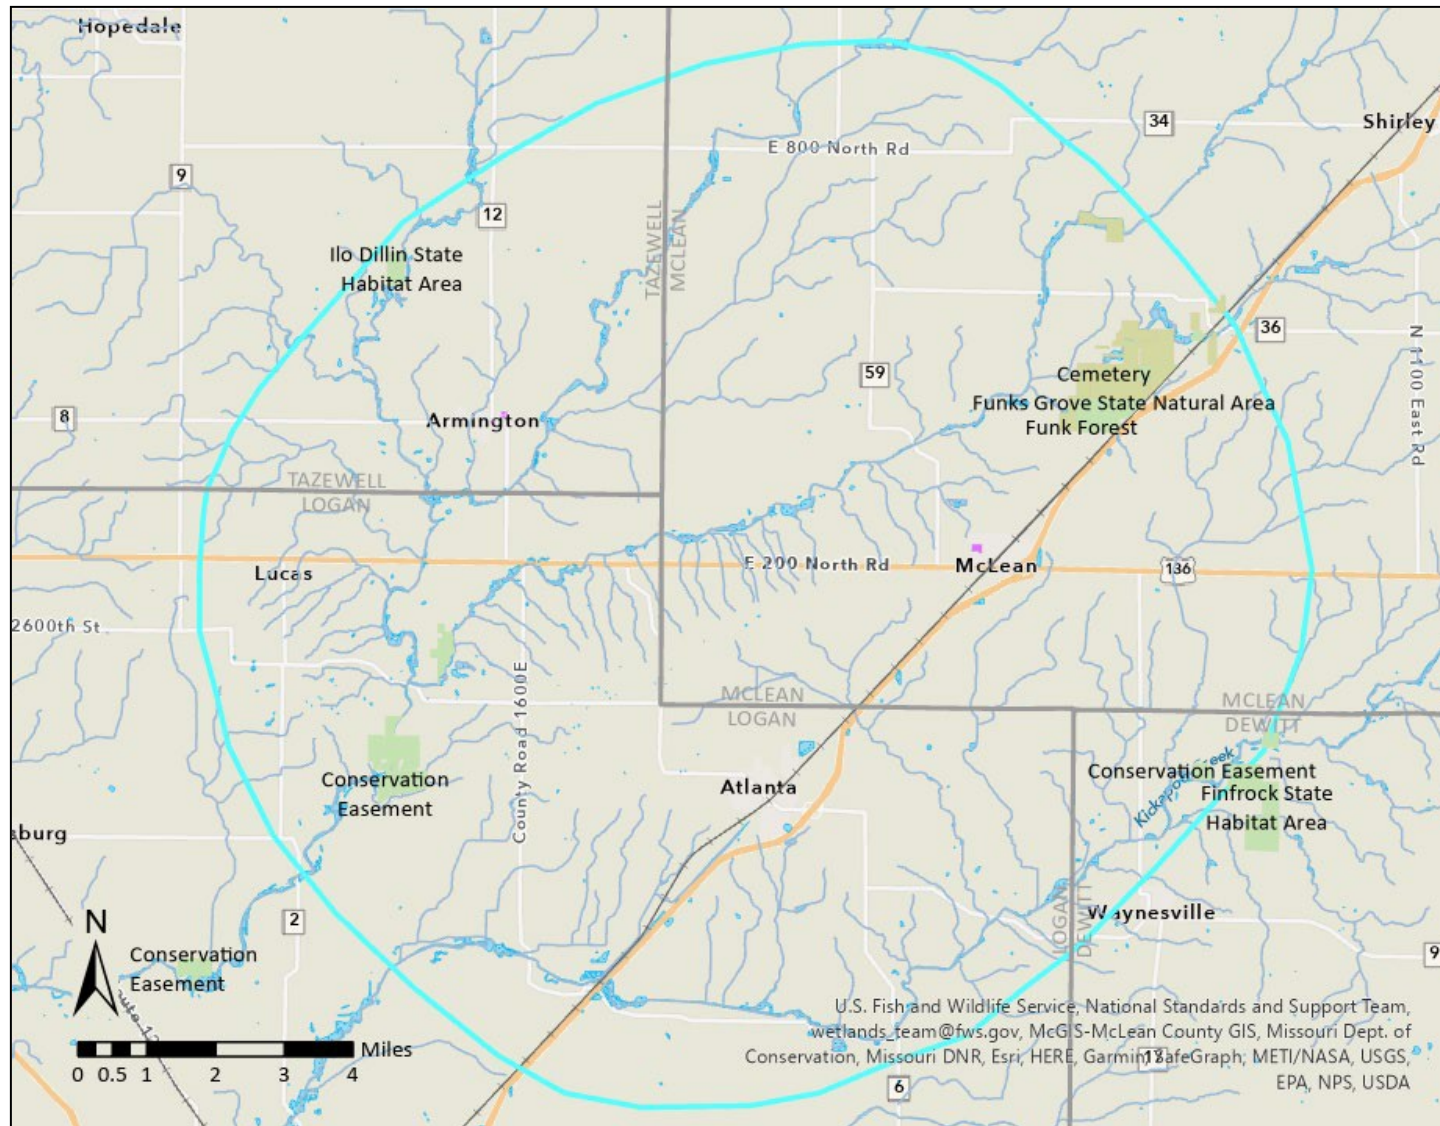 Hopedale
Shirley
34
E 800 North Rd
9
12
TAZEWELL
MCLEAN
Ilo Dillin State
Habitat Area
36
N 1100 East Rd
59
Cemetery
Funks Grove State Natural Area
Funk Forest
8
Armington
TAZEWELL
LOGAN
E 200 North Rd
McLean
136
Lucas
2600th St
County Road 1600E
MCLEAN
LOGAN
MCLEAN
DEWITT
Kickapoo Creek
Conservation Easement
Finfrock State
Habitat Area
Conservation
Easement
Atlanta
sburg
LOGAN
DEWITT
Waynesville
2
N
9
Conservation
Easement
U.S. Fish and Wildlife Service, National Standards and Support Team,
wetlands_team@fws.gov, McGIS-McLean County GIS, Missouri Dept. of
Conservation, Missouri DNR, Esri, HERE, Garmin, SafeGraph, METI/NASA, USGS,
EPA, NPS, USDA
17
6
Miles
0 0.5 1 2 3 4